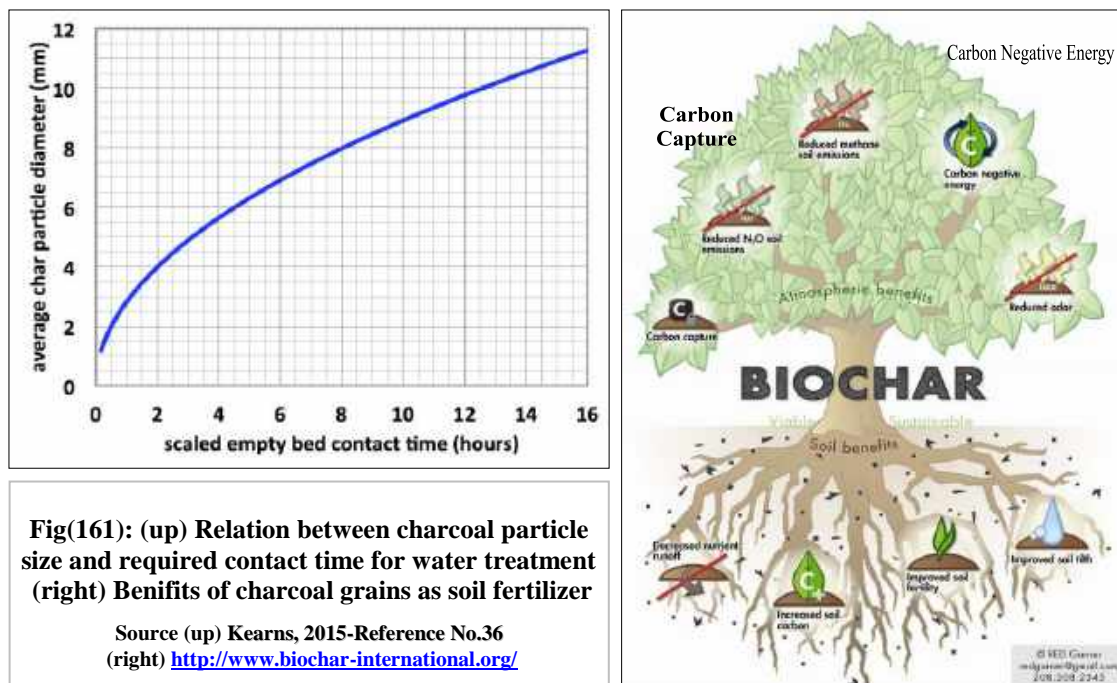 12
10
8
6
4
2
0
average char particle diameter (mm)
0 2 4 6 8 10 12 14 16
scaled empty bed contact time (hours)
Fig(161): (up) Relation between charcoal particle
size and required contact time for water treatment
(right) Benifits of charcoal grains as soil fertilizer
Source (up) Kearns, 2015-Reference No.36
(right) http://www.biochar-international.org/
Carbon Negative Energy
Carbon
Capture
Reduced methane
soil emissions
Carbon negative
energy
Reduced N₂O soil
emissions
Reduced odor
Atmospheric benefits
Carbon capture
BIOCHAR
Viable Sustainable
Soil benefits
Decreased nutrient
runoff
Increased soil
carbon
Improved soil
fertility
Improved soil
C
C
C
©